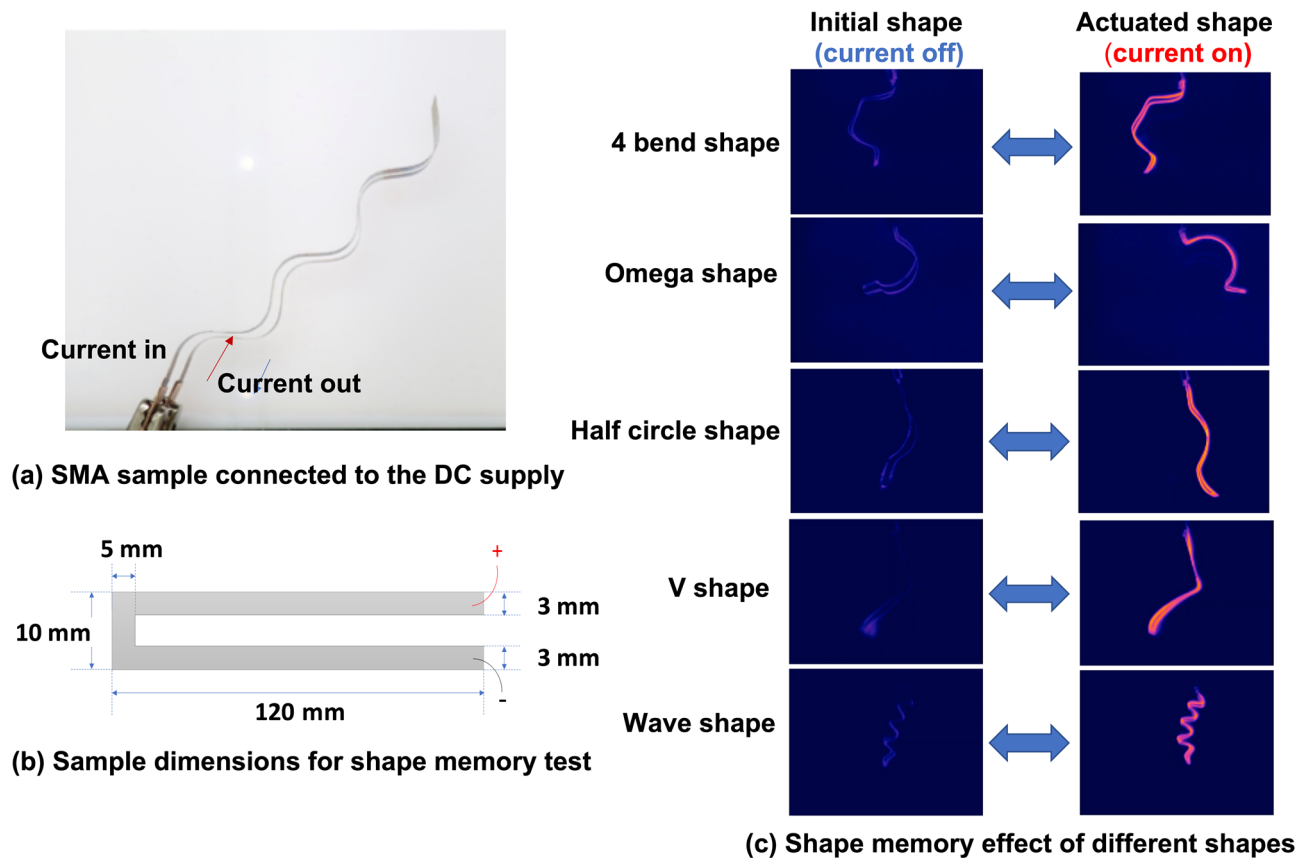 Current in
Current out
(a) SMA sample connected to the DC supply
5 mm
+
3 mm
10 mm
3 mm
-
120 mm
(b) Sample dimensions for shape memory test
Initial shape
(current off)
Actuated shape
(current on)
4 bend shape
Omega shape
Half circle shape
V shape
Wave shape
(c) Shape memory effect of different shapes